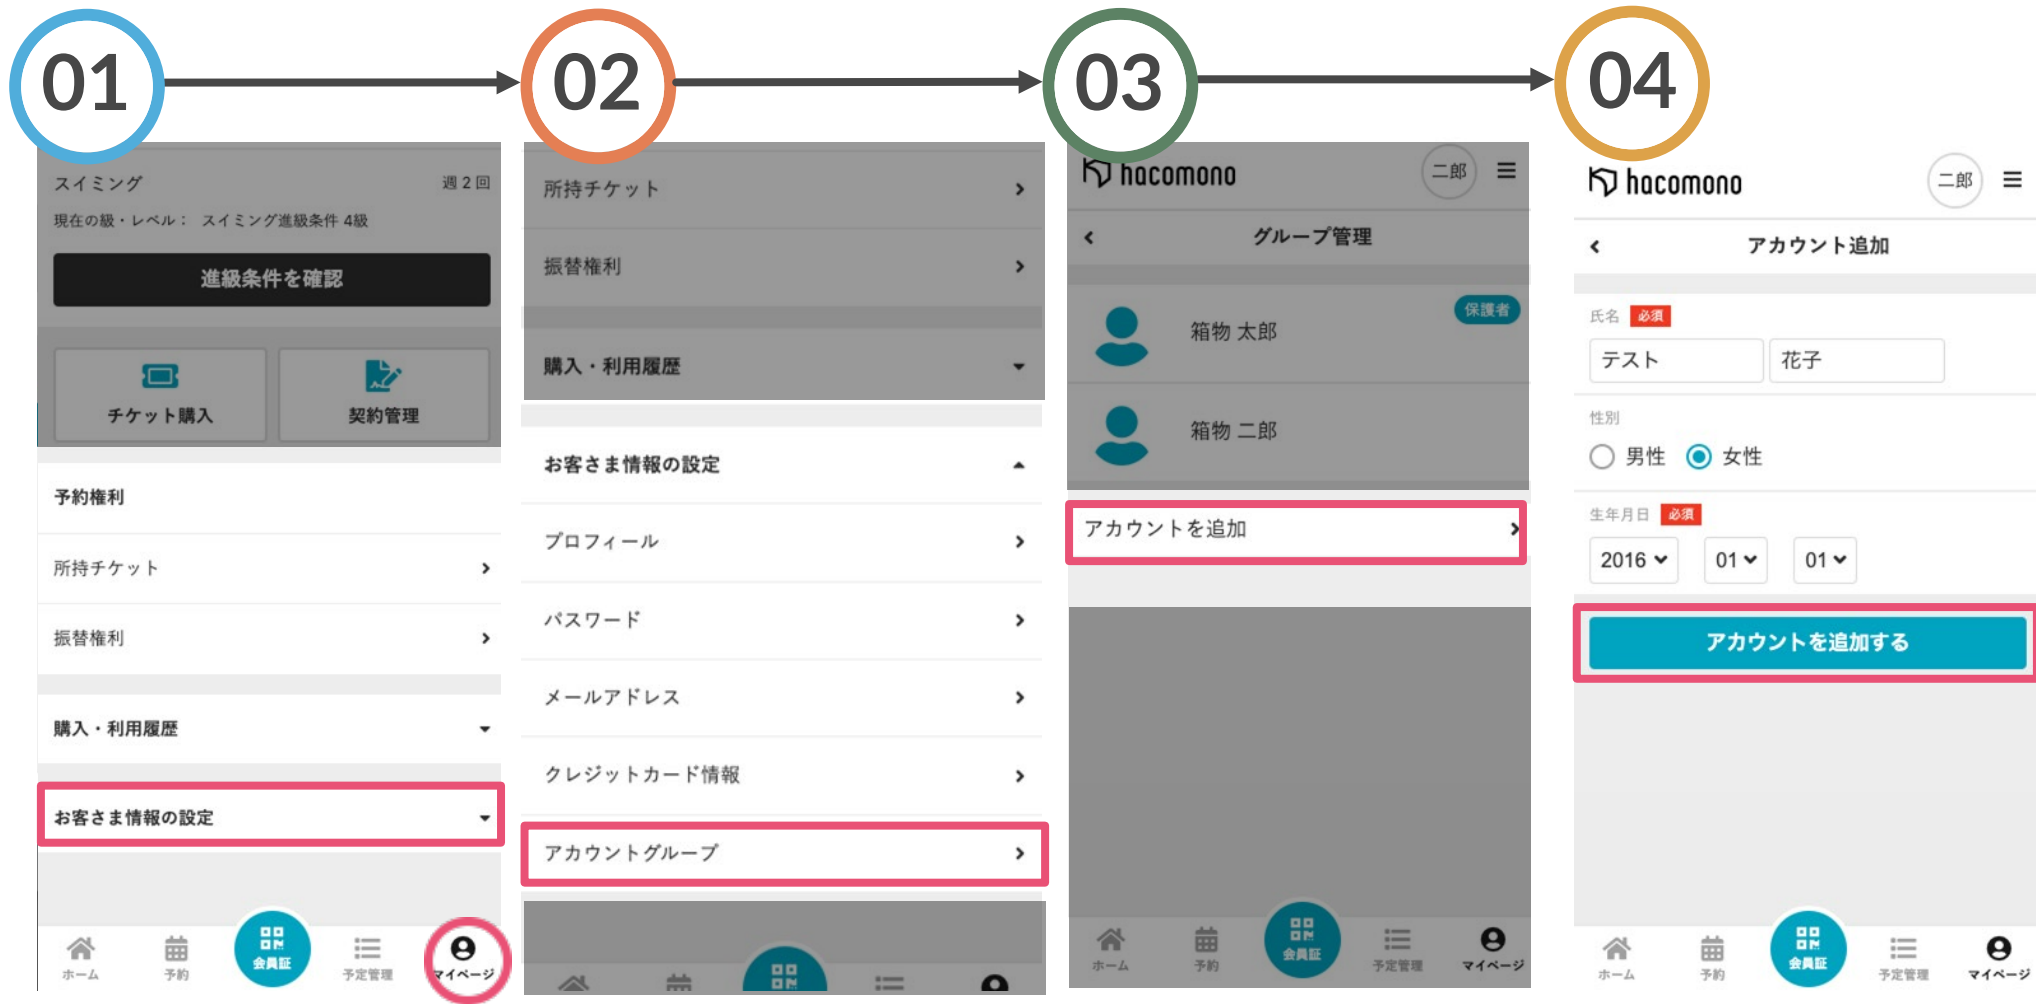 01
02
03
04
スイミング
週2回
現在の級・レベル： スイミング進級条件 4級
進級条件を確認
チケット購入
契約管理
予約権利
所持チケット
振替権利
購入・利用履歴
お客さま情報の設定
ホーム
予約
会員証
予定管理
マイページ
所持チケット
振替権利
購入・利用履歴
お客さま情報の設定
プロフィール
パスワード
メールアドレス
クレジットカード情報
アカウントグループ
hacomono
二郎
グループ管理
箱物 太郎
保護者
箱物 二郎
アカウントを追加
ホーム
予約
会員証
予定管理
マイページ
hacomono
二郎
アカウント追加
氏名 必須
テスト 花子
性別
男性 女性
生年月日 必須
2016 01 01
アカウントを追加する
ホーム
予約
会員証
予定管理
マイページ